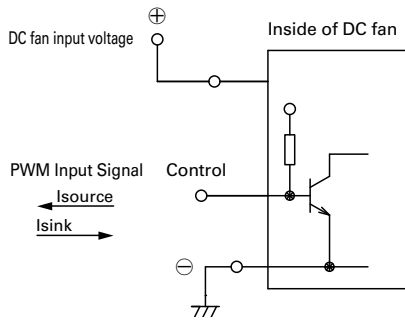 Inside of DC fan
DC fan input voltage
⊕
PWM Input Signal
Control
Isource
Isink
⊖